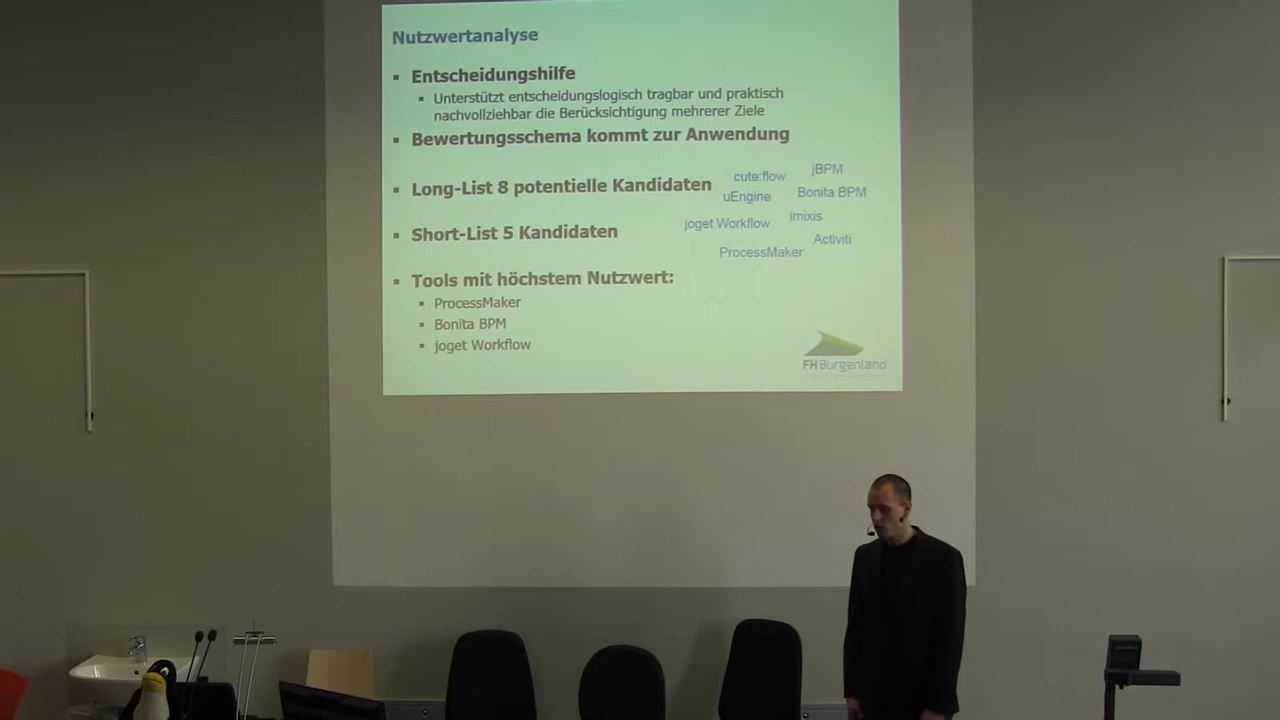 Nutzwertanalyse
Entscheidungshilfe
Unterstützt entscheidungslogisch tragbar und praktisch
nachvollziehbar die Berücksichtigung mehrerer Ziele
Bewertungsschema kommt zur Anwendung
cute:flow
jBPM
Long-List 8 potentielle Kandidaten
uEngine
Bonita BPM
joget Workflow
imixis
Short-List 5 Kandidaten
Activiti
ProcessMaker
Tools mit höchstem Nutzwert:
ProcessMaker
Bonita BPM
joget Workflow
FH Burgenland